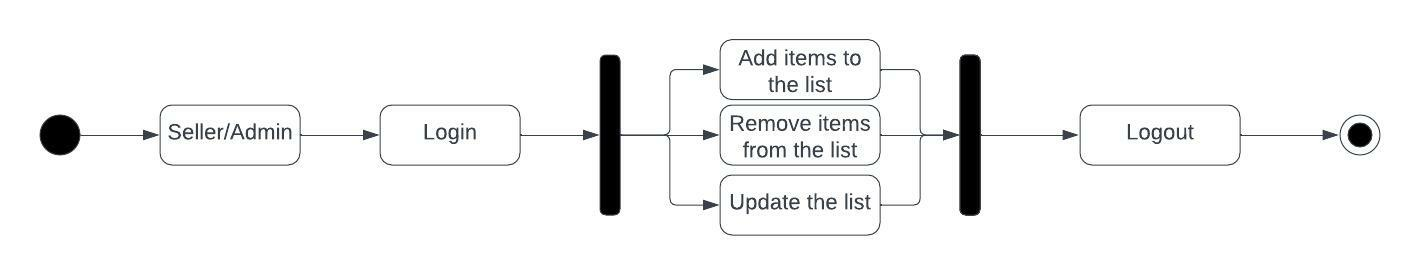 Seller/Admin
Login
Add items to
the list
Remove items
from the list
Update the list
Logout